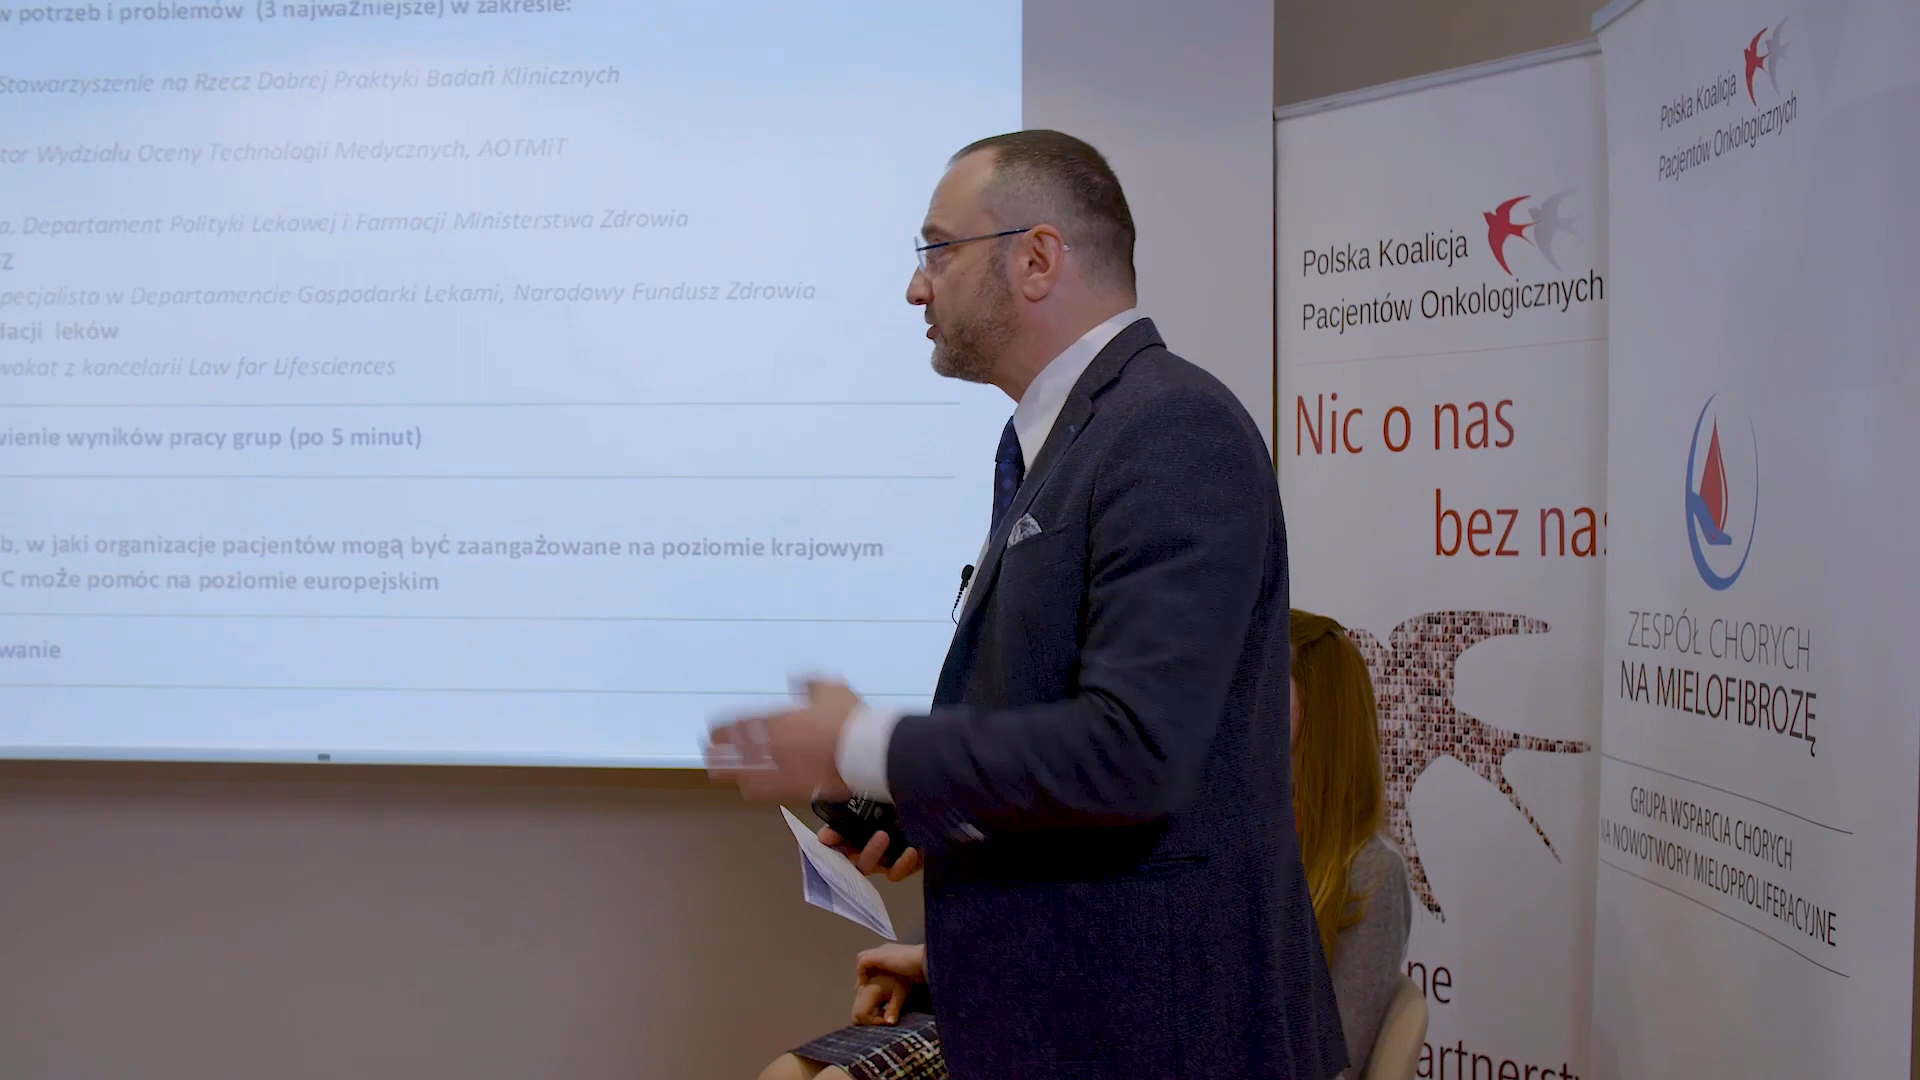 w potrzeb i problemów (3 najważniejsze) w zakresie:
Stowarzyszenie na Rzecz Dobrej Praktyki Badań Klinicznych
tor Wydziału Oceny Technologii Medycznych, AOTMiT
a, Departament Polityki Lekowej i Farmacji Ministerstwa Zdrowia
Z
pecjalista w Departamencie Gospodarki Lekami, Narodowy Fundusz Zdrowia
dacji leków
wokat z kancelarii Law for Lifesciences
wienie wyników pracy grup (po 5 minut)
b, w jaki organizacje pacjentów mogą być zaangażowane na poziomie krajowym
C może pomóc na poziomie europejskim
wanie
Polska Koalicja
Pacjentów Onkologicznych
Nic o nas
bez nas
ne
artnerst
Polska Koalicja
Pacjentów Onkologicznych
ZESPÓŁ CHORYCH
NA MIELOFIBROZĘ
GRUPA WSPARCIA CHORYCH
NA NOWOTWORY MIELOPROLIFERACYJNE